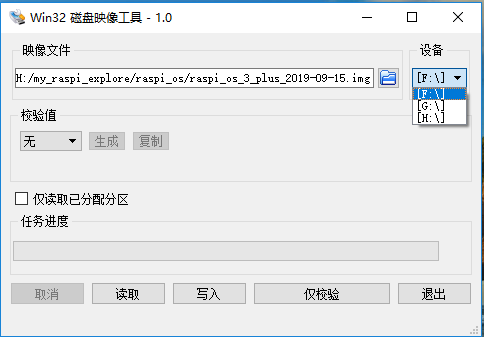 Win32 磁盘映像工具 - 1.0
映像文件
设备
H:/my_raspi_explore/raspi_os/raspi_os_3_plus_2019-09-15.img
[F:\]
[F:\]
[G:\]
[H:\]
校验值
无
生成
复制
仅读取已分配分区
任务进度
取消
读取
写入
仅校验
退出